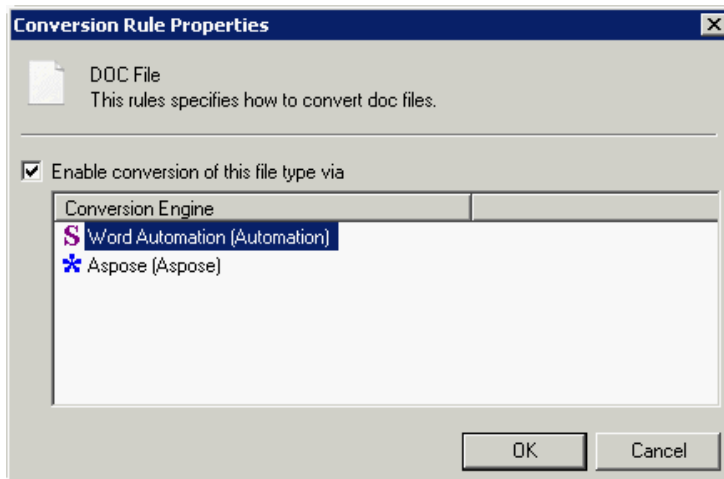 Conversion Rule Properties
DOC File
This rules specifies how to convert doc files.
Enable conversion of this file type via
Conversion Engine
S Word Automation (Automation)
Aspose (Aspose)
OK Cancel